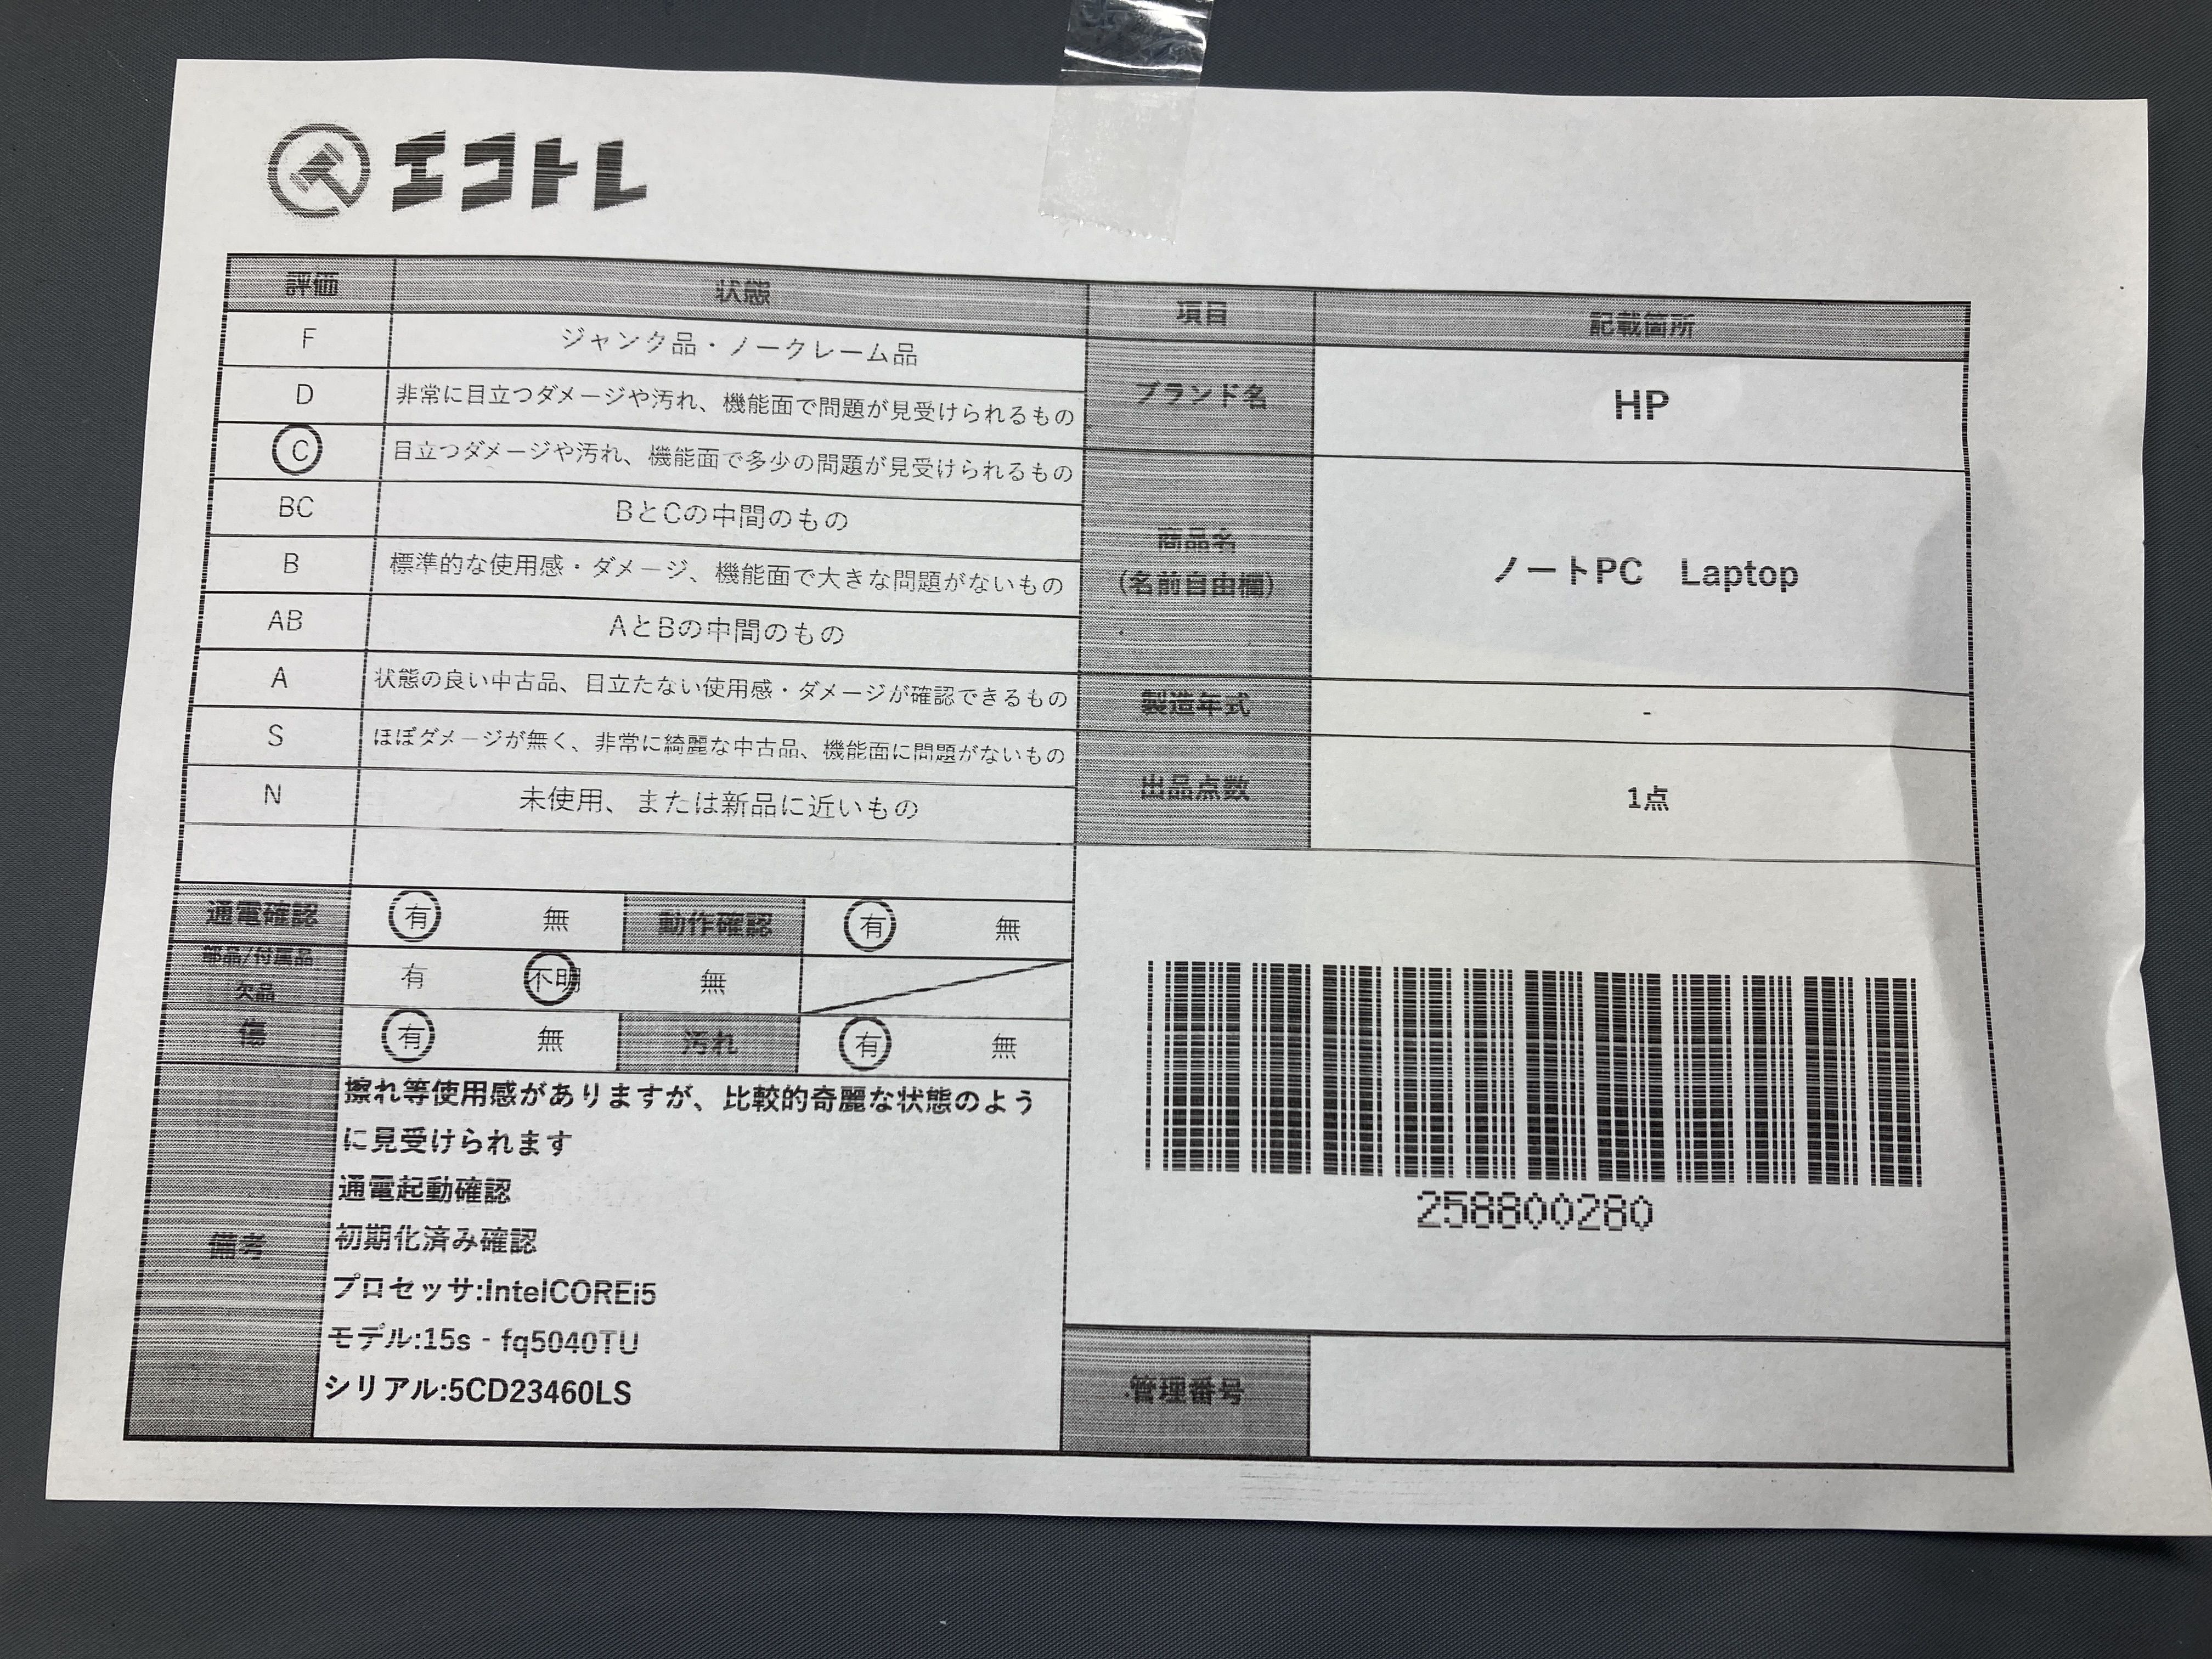 エコトレ
評価 状態 項目 記載箇所
F ジャンク品・ノークレーム品
D 非常に目立つダメージや汚れ、機能面で問題が見受けられるもの
C 目立つダメージや汚れ、機能面で多少の問題が見受けられるもの
BC BとCの中間のもの
B 標準的な使用感・ダメージ、機能面で大きな問題がないもの
AB AとBの中間のもの
A 状態の良い中古品、目立たない使用感・ダメージが確認できるもの
S ほぼダメージが無く、非常に綺麗な中古品、機能面に問題がないもの
N 未使用、または新品に近いもの
ブランド名 HP
商品名
(名前自由欄)
ノートPC Laptop
製造年式 -
出品点数 1点
通電確認 有 無 動作確認 有 無
部品/付属品
欠品
有 不明 無
傷 有 無 汚れ 有 無
備考
擦れ等使用感がありますが、比較的奇麗な状態のよう
に見受けられます
通電起動確認
初期化済み確認
プロセッサ:IntelCOREi5
モデル:15s - fq5040TU
シリアル:5CD23460LS
258800280
管理番号